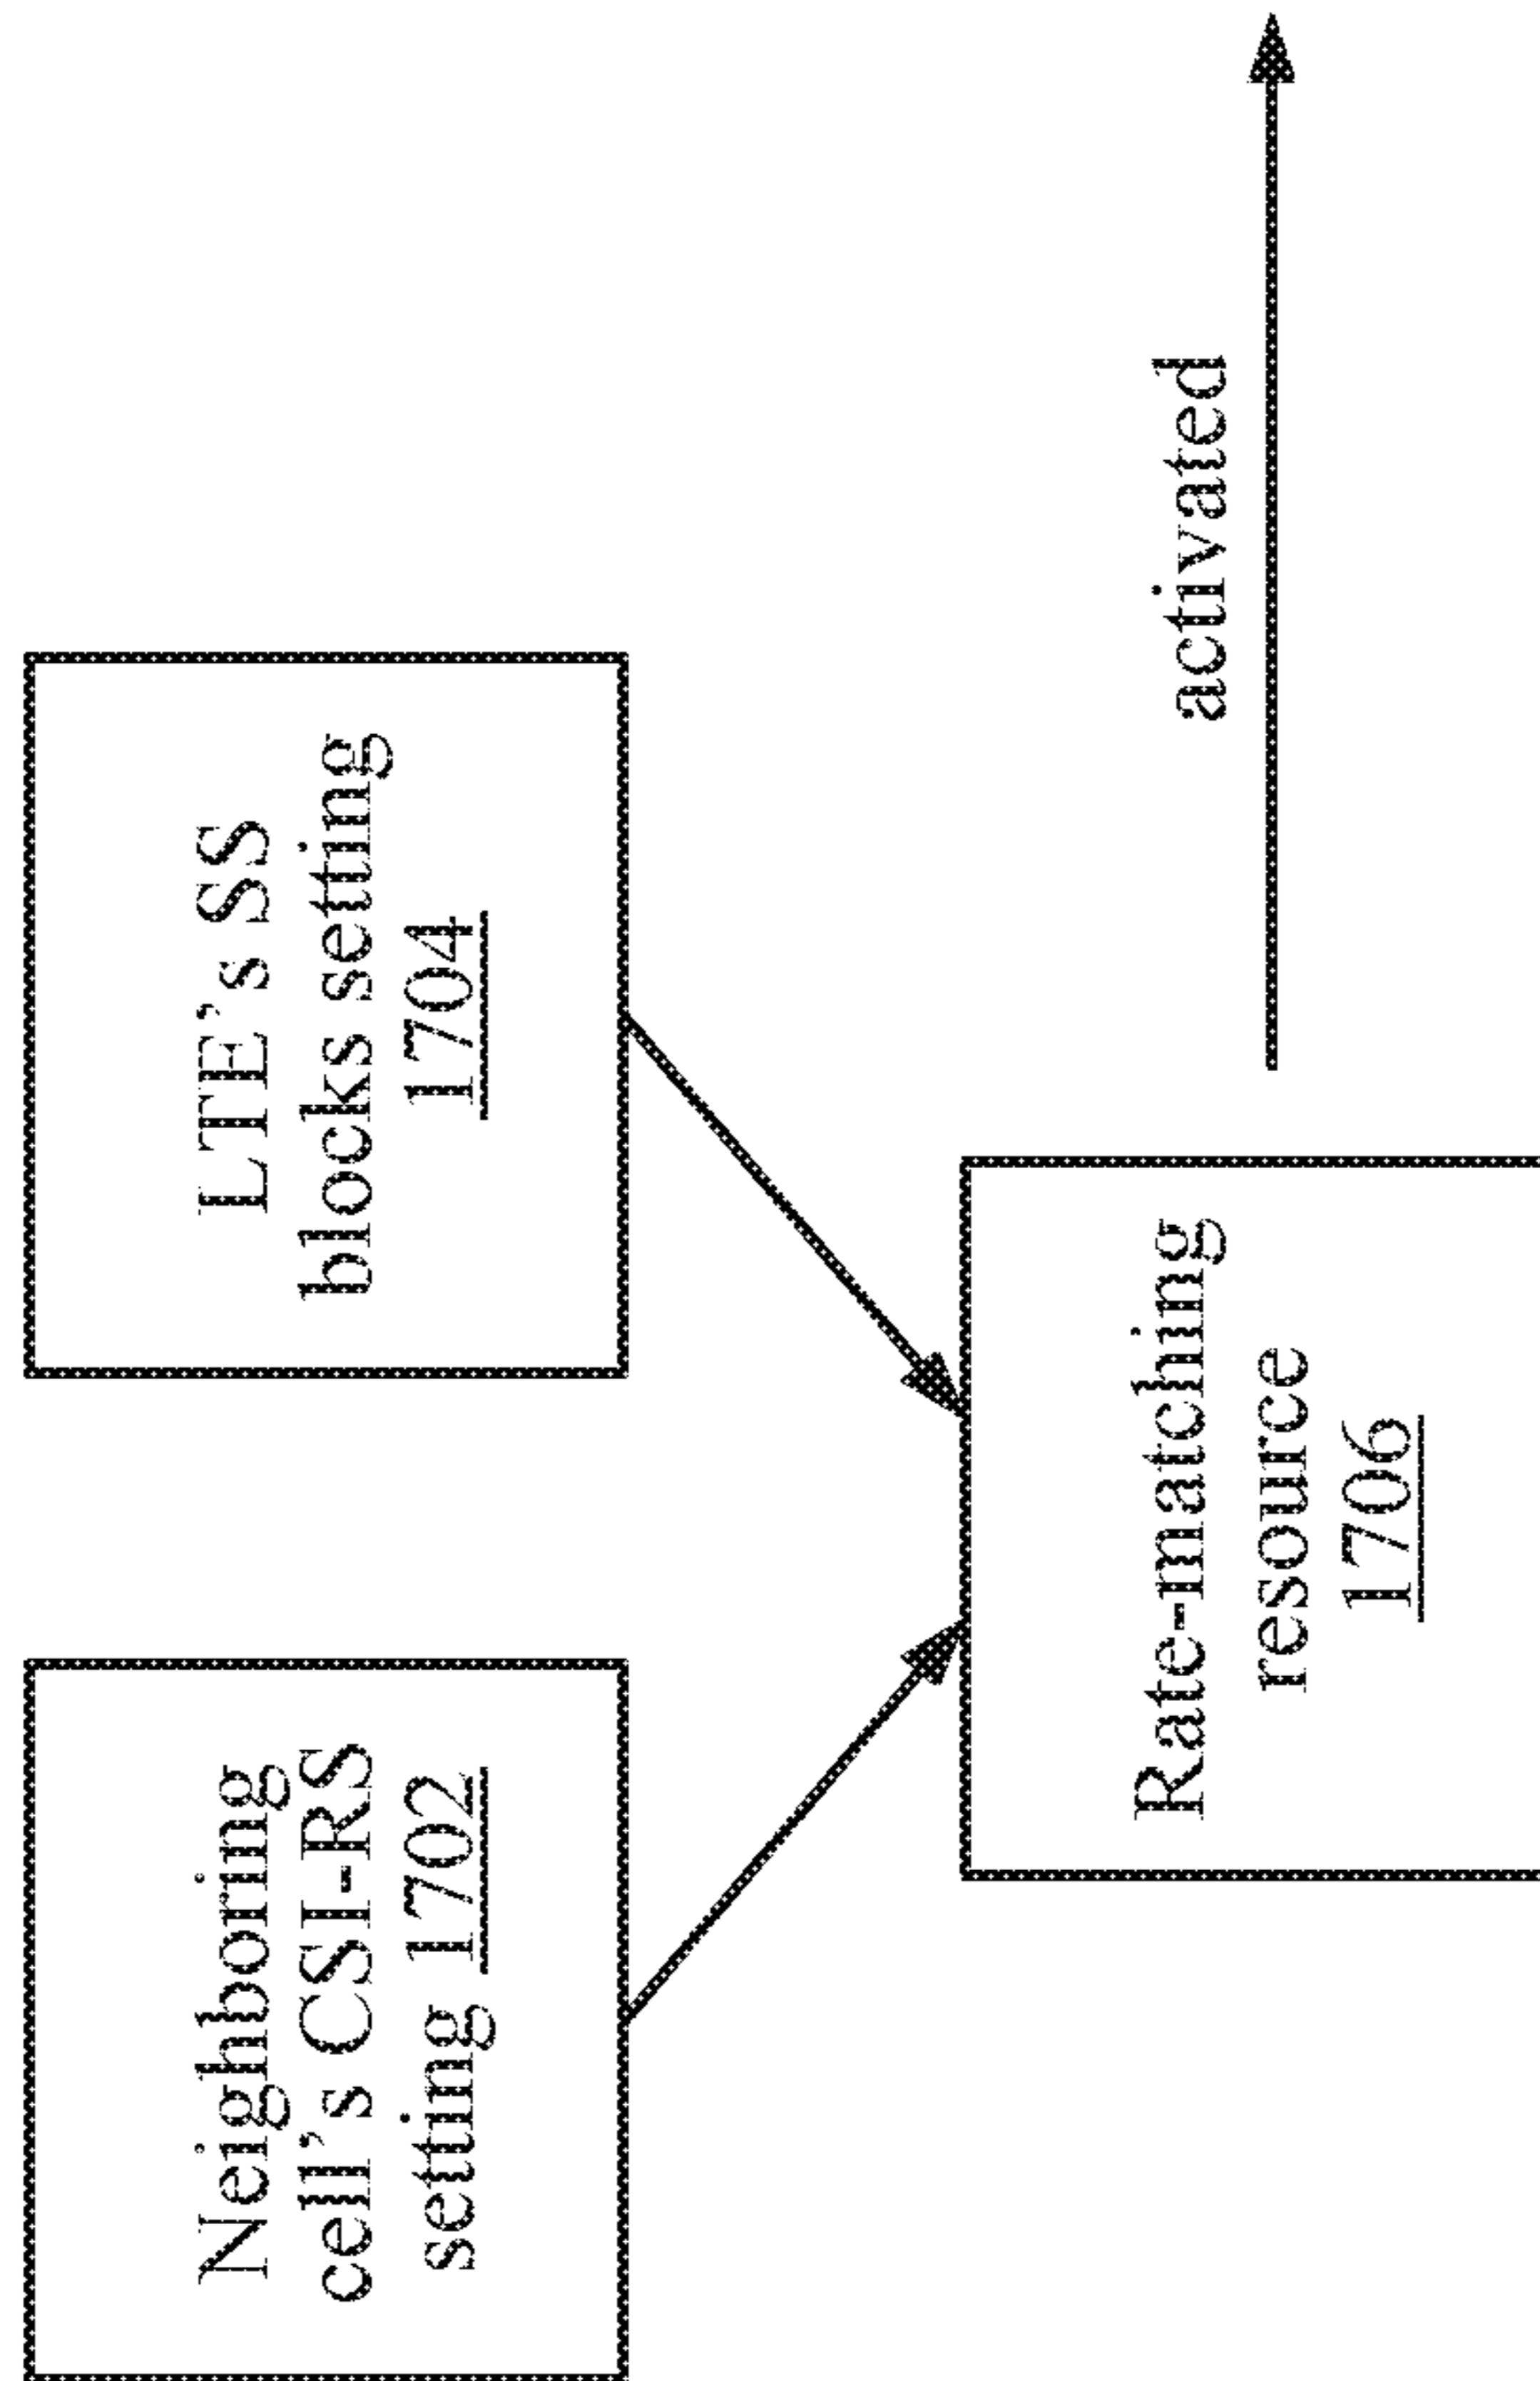 Neighboring
cell's CSI-RS
setting 1702
LTE's SS
blocks setting
1704
Rate-matching
resource
1706
activated